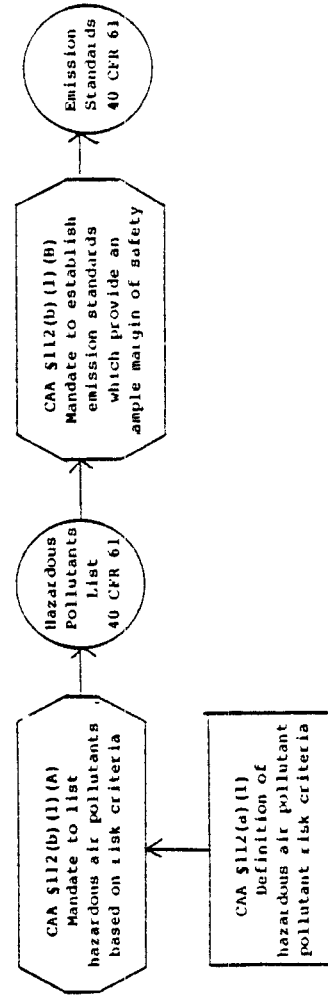 CAA §112(b)(1)(A)
Mandate to list
hazardous air pollutants
based on risk criteria
Hazardous
Pollutants
List
40 CFR 61
CAA §112(b)(1)(B)
Mandate to establish
emission standards
which provide an
ample margin of safety
Emission
Standards
40 CFR 61
CAA §112(a)(1)
Definition of
hazardous air pollutant
pollutant risk criteria